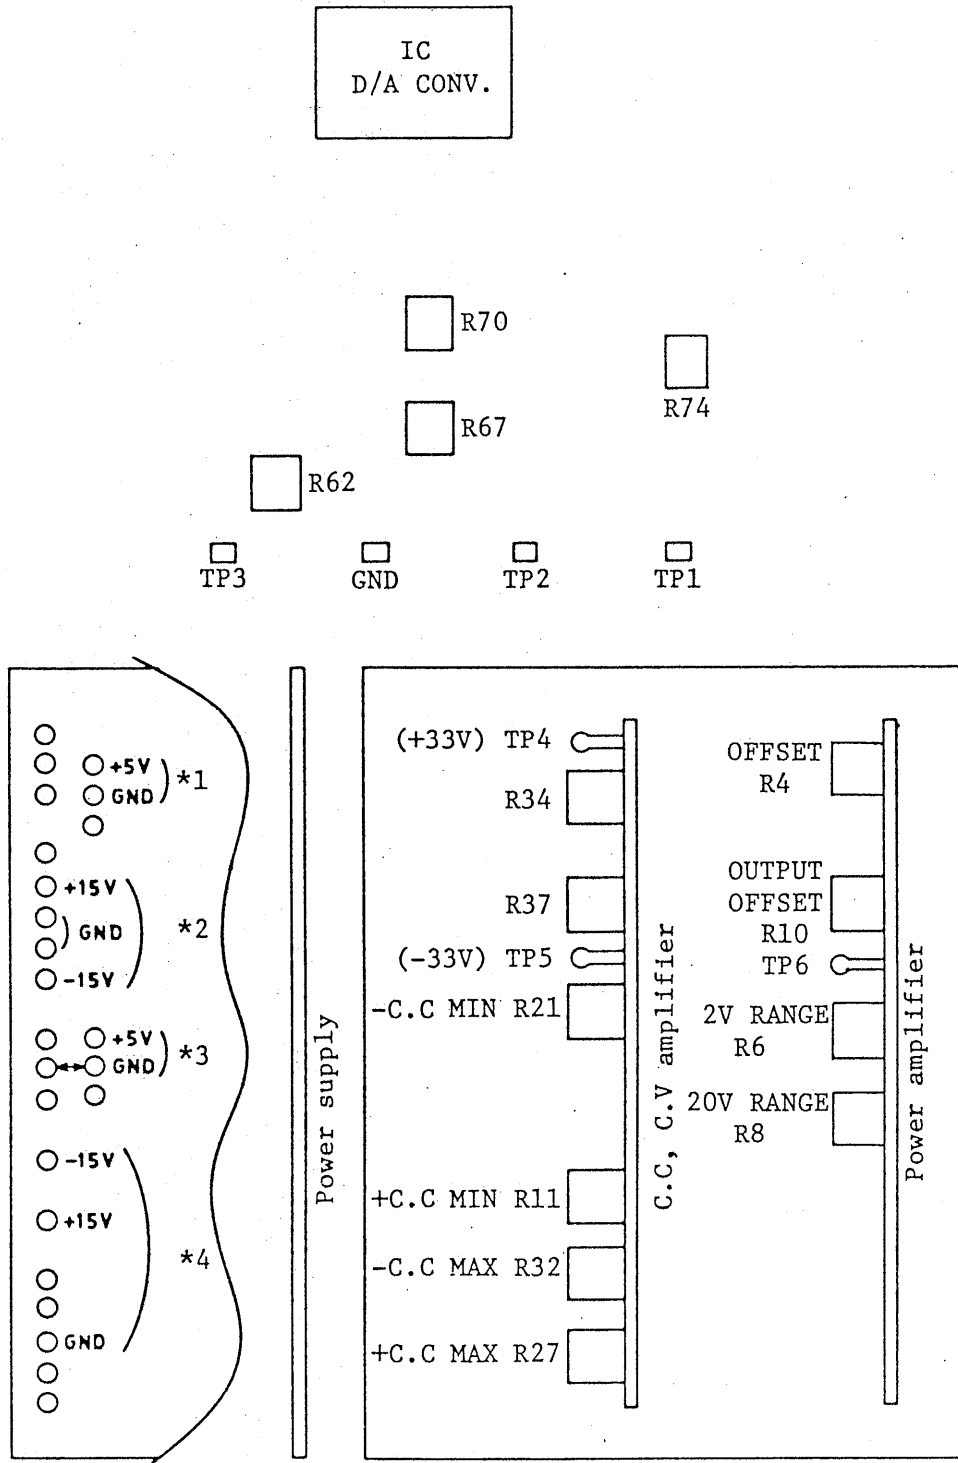 IC
D/A CONV.
R70
R74
R67
R62
TP3
GND
TP2
TP1
+5V
GND
*1
+15V
GND
-15V
*2
+5V
GND
*3
-15V
+15V
GND
*4
Power supply
(+33V) TP4
R34
R37
(-33V) TP5
-C.C MIN R21
+C.C MIN R11
-C.C MAX R32
+C.C MAX R27
C.C, C.V amplifier
OFFSET
R4
OUTPUT
OFFSET
R10
TP6
2V RANGE
R6
20V RANGE
R8
Power amplifier